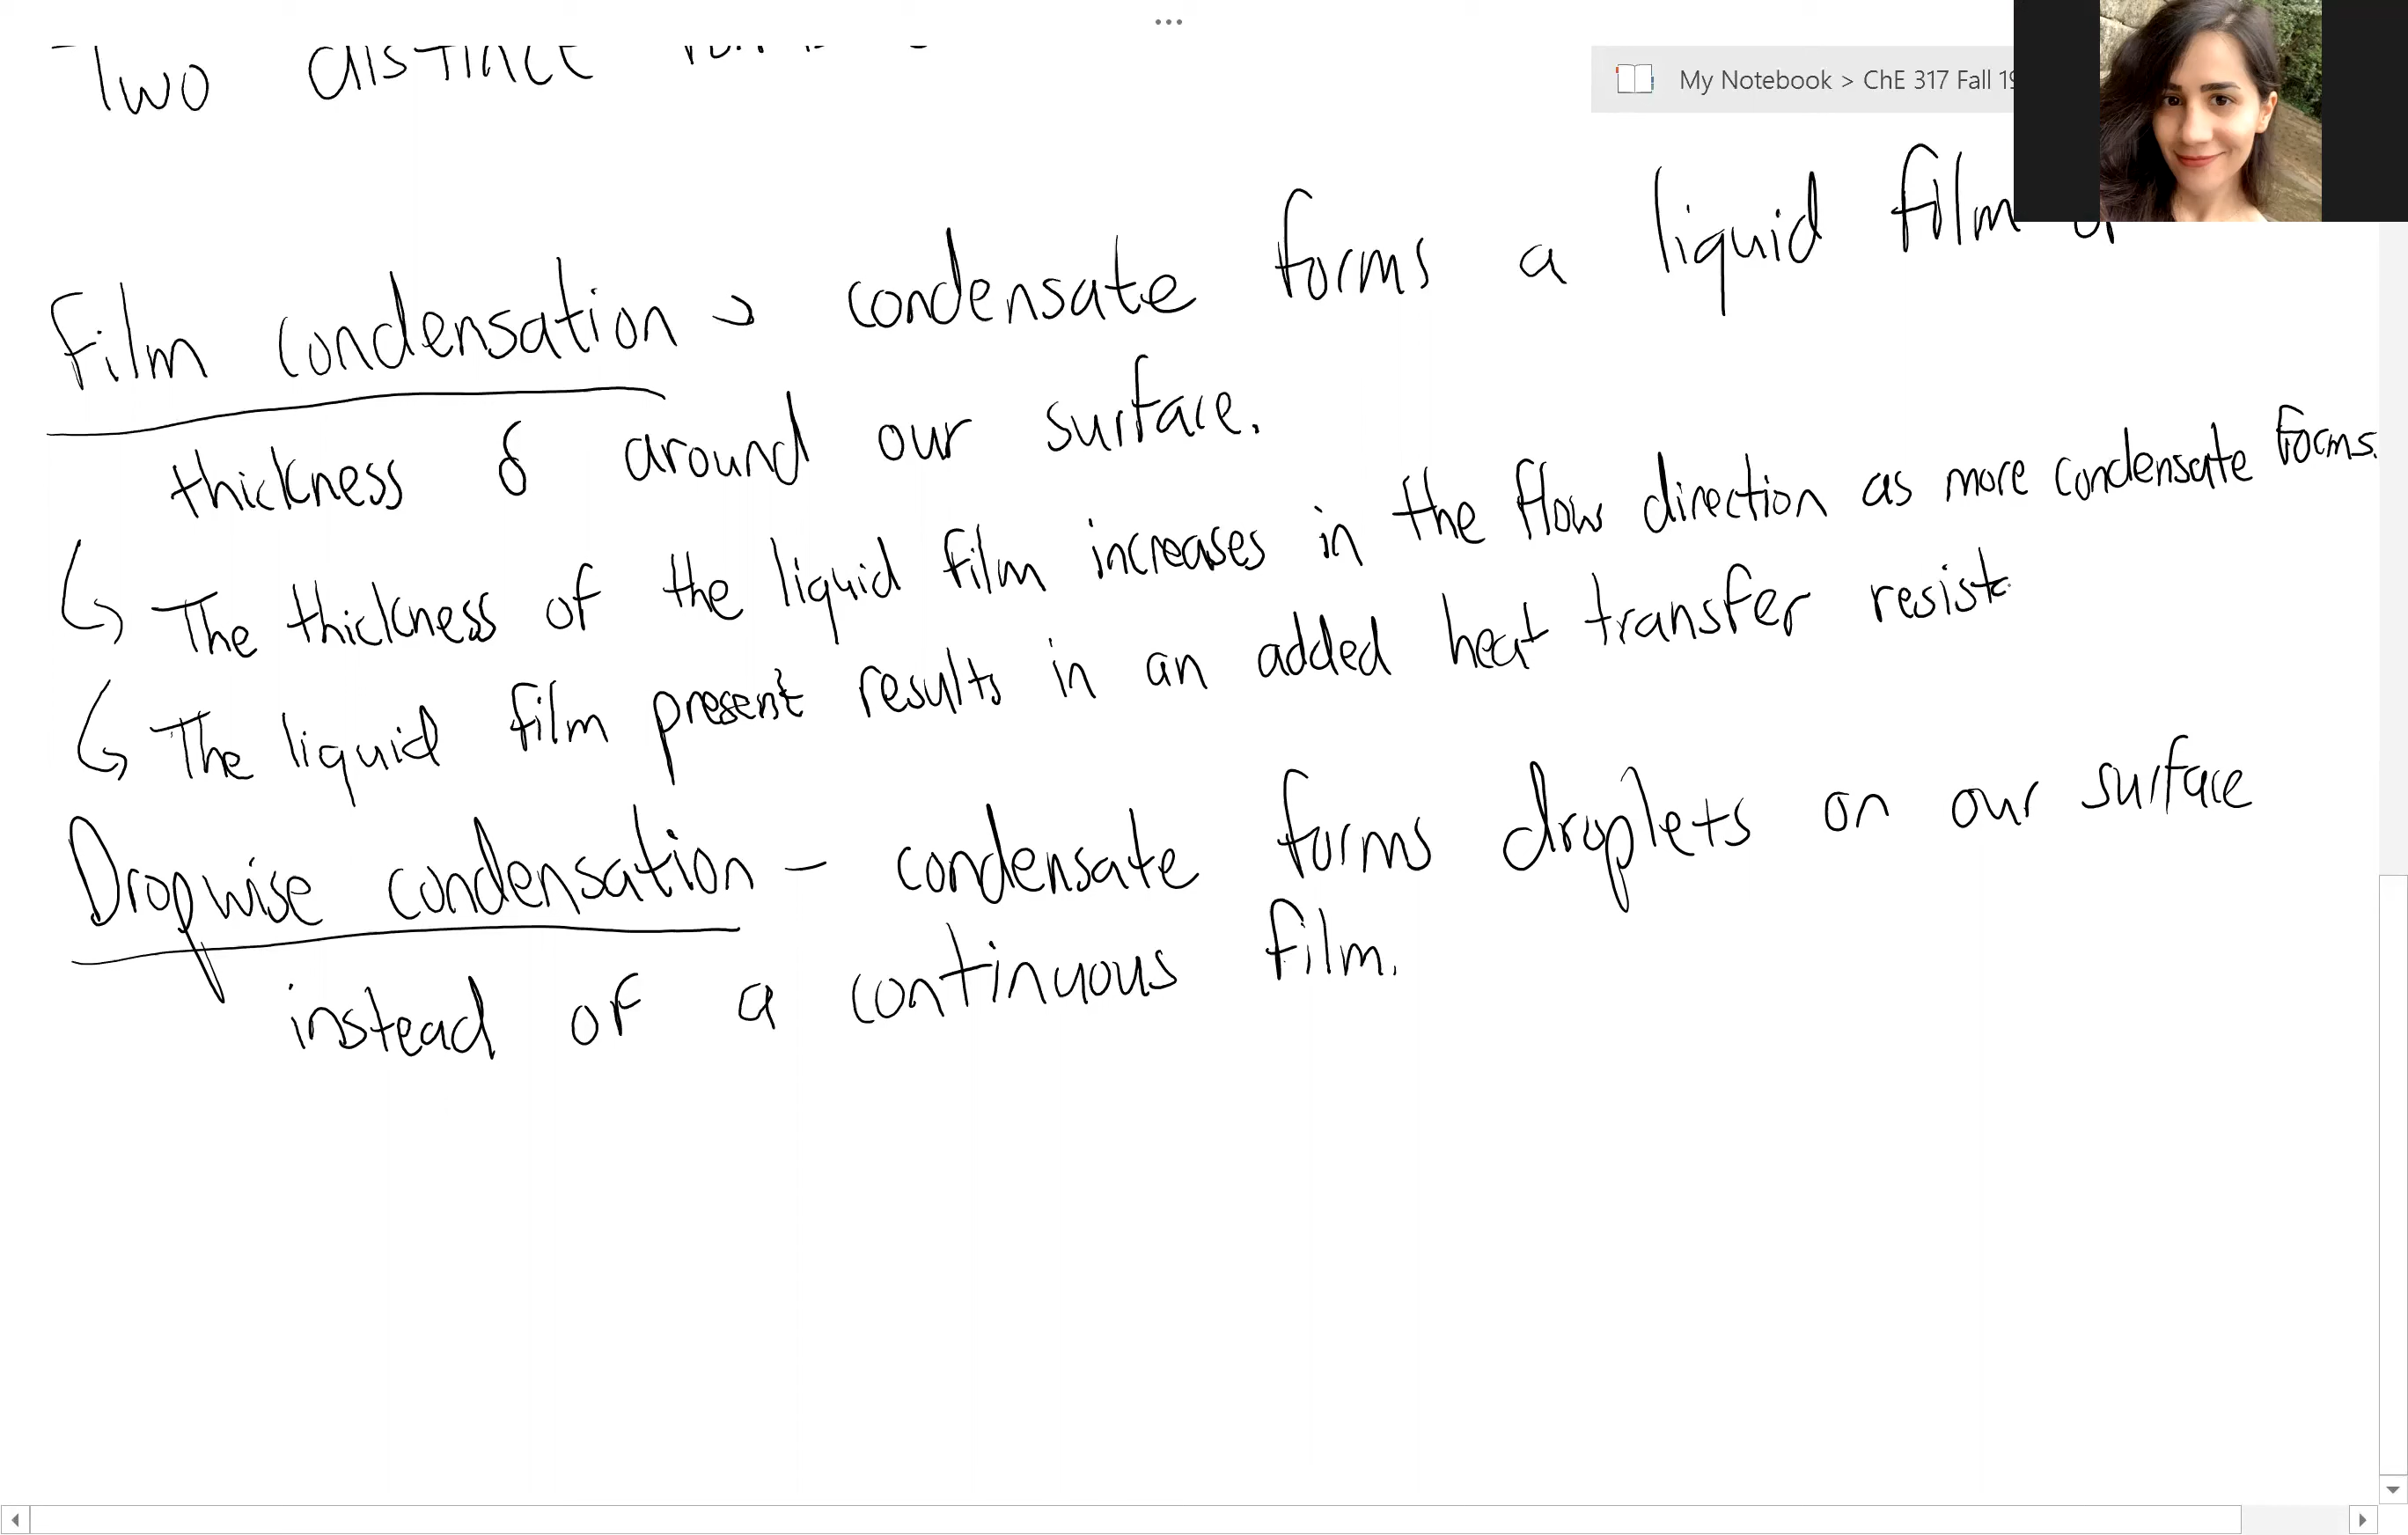 Two distinct
My Notebook > ChE 317 Fall 19
Film condensation → condensate forms a liquid film of
thickness δ around our surface.
↳ The thickness of the liquid film increases in the flow direction as more condensate forms.
↳ The liquid film present results in an added heat transfer resist
Dropwise condensation – condensate forms droplets on our surface
instead of a continuous film.